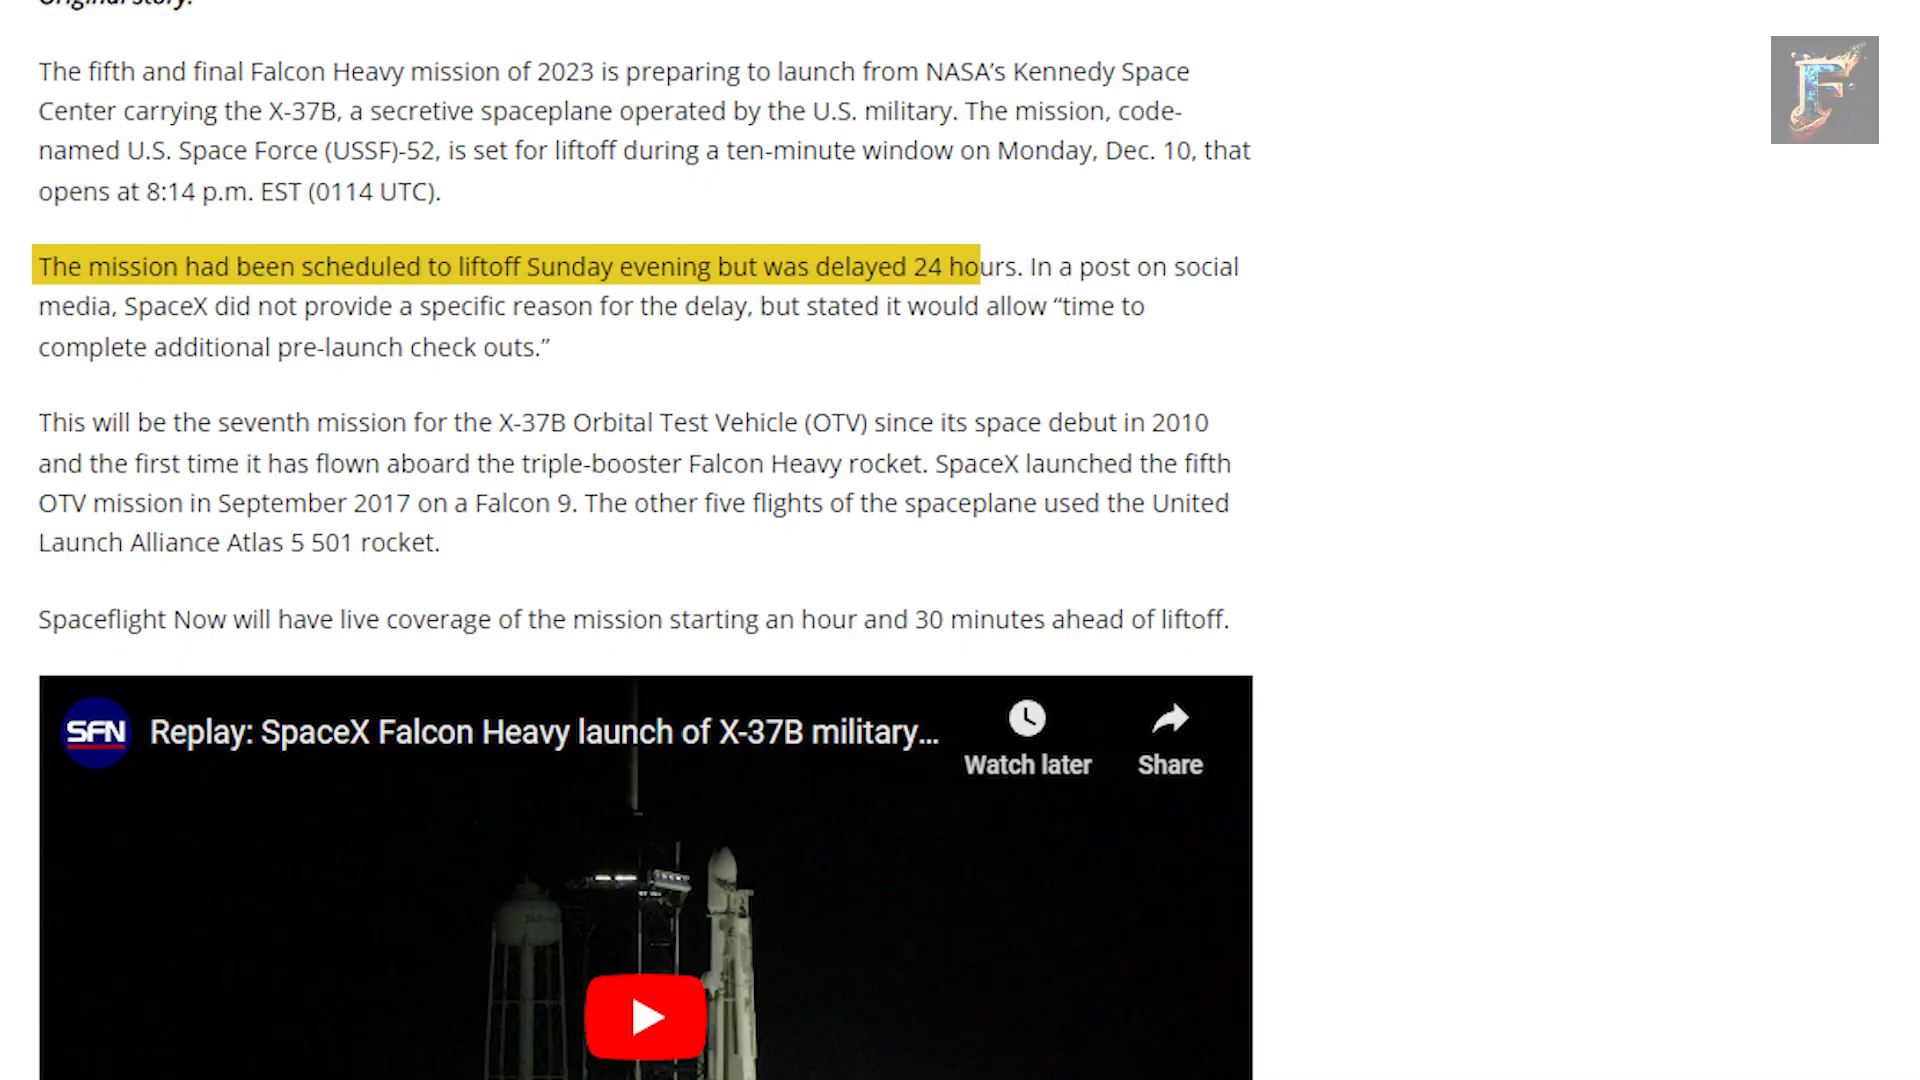 Original story:
The fifth and final Falcon Heavy mission of 2023 is preparing to launch from NASA’s Kennedy Space
Center carrying the X-37B, a secretive spaceplane operated by the U.S. military. The mission, code-
named U.S. Space Force (USSF)-52, is set for liftoff during a ten-minute window on Monday, Dec. 10, that
opens at 8:14 p.m. EST (0114 UTC).
The mission had been scheduled to liftoff Sunday evening but was delayed 24 hours. In a post on social
media, SpaceX did not provide a specific reason for the delay, but stated it would allow “time to
complete additional pre-launch check outs.”
This will be the seventh mission for the X-37B Orbital Test Vehicle (OTV) since its space debut in 2010
and the first time it has flown aboard the triple-booster Falcon Heavy rocket. SpaceX launched the fifth
OTV mission in September 2017 on a Falcon 9. The other five flights of the spaceplane used the United
Launch Alliance Atlas 5 501 rocket.
Spaceflight Now will have live coverage of the mission starting an hour and 30 minutes ahead of liftoff.
SFN Replay: SpaceX Falcon Heavy launch of X-37B military...
Watch later Share
F